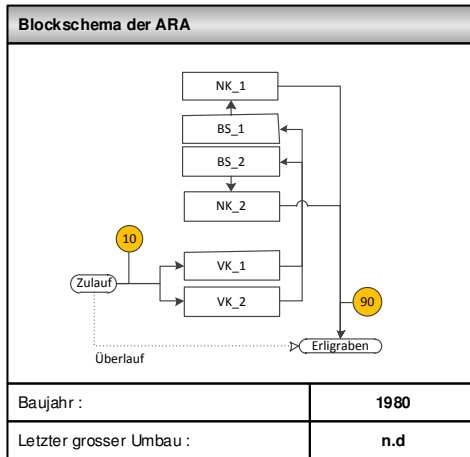 Blockschema der ARA
NK_1
BS_1
BS_2
NK_2
10
VK_1
Zulauf
VK_2
90
Erligraben
Überlauf
Baujahr : 1980
Letzter grosser Umbau : n.d